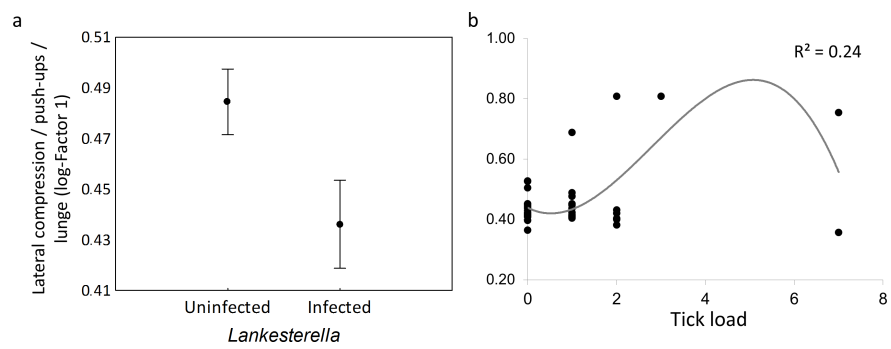 a
Lateral compression / push-ups /
lunge (log-Factor 1)
0.51
0.49
0.47
0.45
0.43
0.41
Uninfected
Infected
Lankesterella
b
1.00
0.80
0.60
0.40
0.20
R² = 0.24
0
2
4
6
8
Tick load